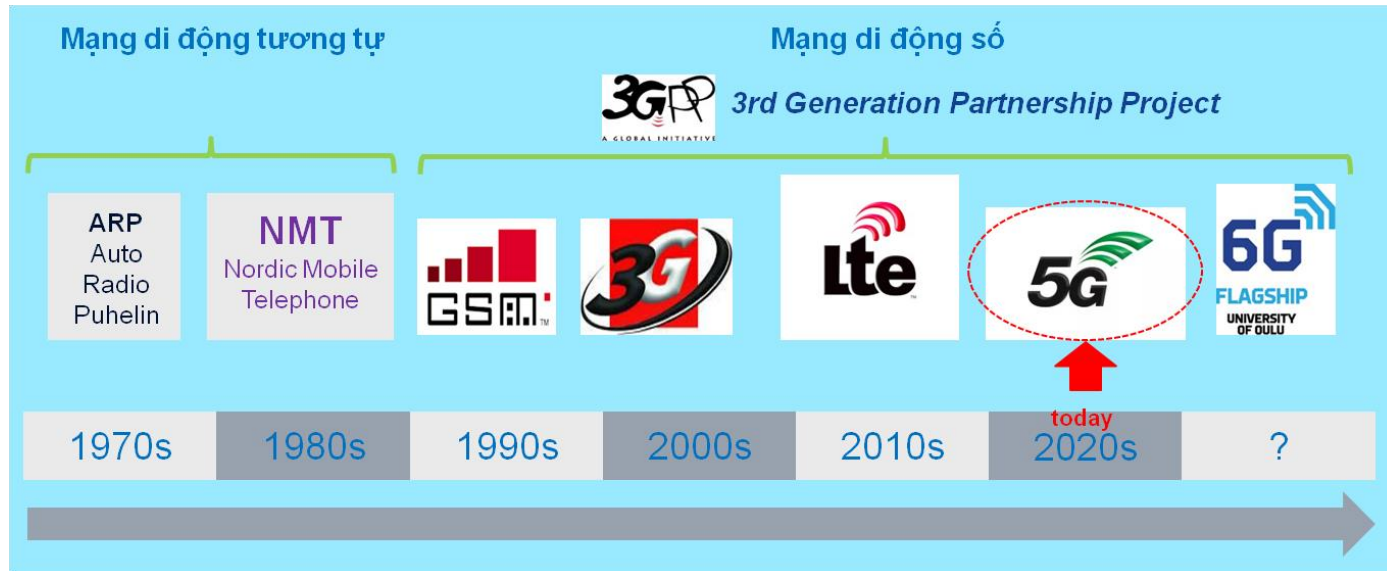 Mạng di động tương tự
Mạng di động số
3GPP
A GLOBAL INITIATIVE
3rd Generation Partnership Project
ARP
Auto
Radio
Puhelin
NMT
Nordic Mobile
Telephone
GSM
TM
3G
lte
TM
5G
6G
FLAGSHIP
UNIVERSITY
OF OULU
today
1970s
1980s
1990s
2000s
2010s
2020s
?